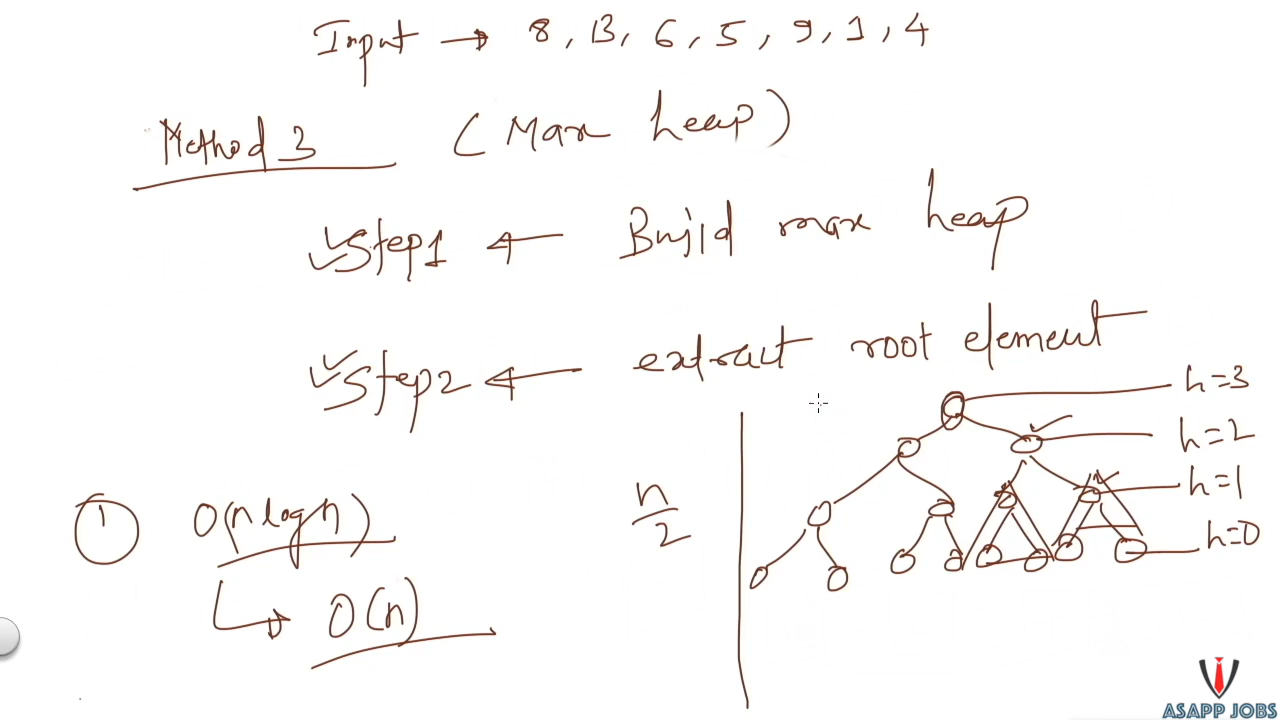 Input → 8, 13, 6, 5, 9, 1, 4
Method 3 (Max heap)
✓Step1 ← Build max heap
✓Step2 ← extract root element
h=3
h=2
h=1
h=0
1 O(n log n)
n/2
↳ O(n)
ASAPP JOBS